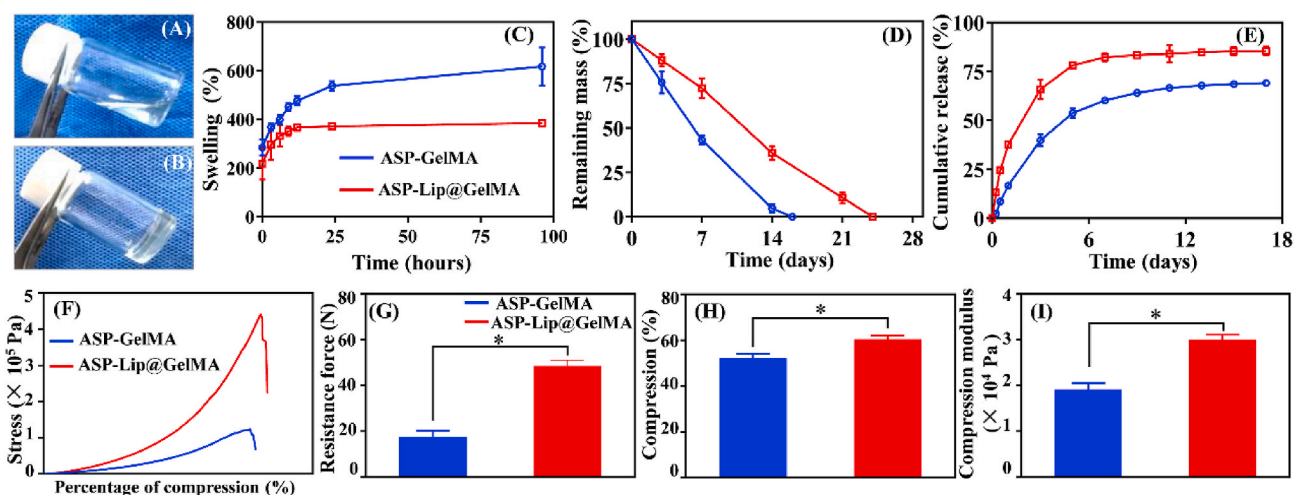 (A)
(B)
800
600
400
200
0
Swelling (%)
(C)
ASP-GelMA
ASP-Lip@GelMA
0 25 50 75 100
Time (hours)
100
75
50
25
0
Remaining mass (%)
(D)
0 7 14 21 28
Time (days)
100
75
50
25
0
Cumulative release (%)
(E)
0 6 12 18
Time (days)
5
4
3
2
1
0
Stress (× 10⁵ Pa)
(F)
ASP-GelMA
ASP-Lip@GelMA
Percentage of compression (%)
80
60
40
20
0
Resistance force (N)
(G)
ASP-GelMA
ASP-Lip@GelMA
*
80
60
40
20
0
Compression (%)
(H)
*
4
3
2
1
0
Compression modulus
(× 10⁴ Pa)
(I)
*